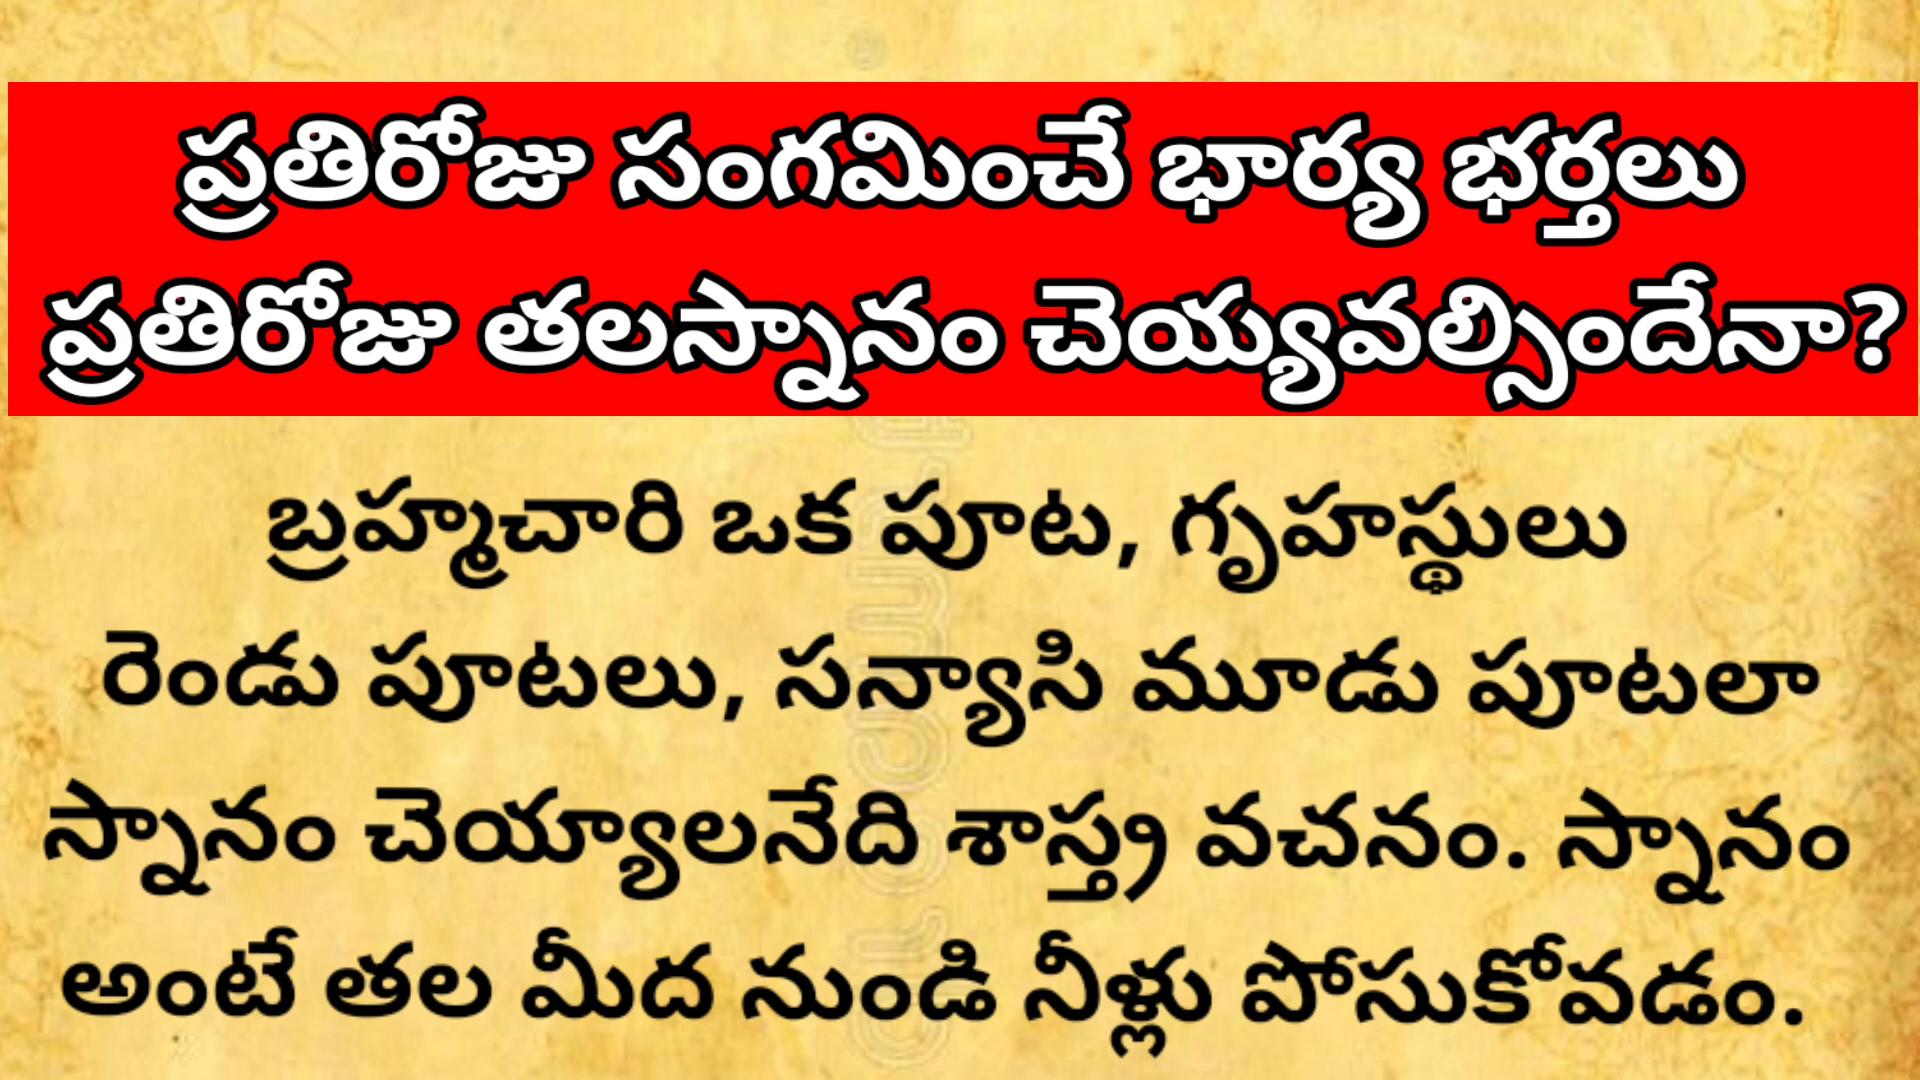 ప్రతిరోజు సంగమించే భార్య భర్తలు
ప్రతిరోజు తలస్నానం చెయ్యవల్సిందేనా?
బ్రహ్మచారి ఒక పూట, గృహస్థులు
రెండు పూటలు, సన్యాసి మూడు పూటలా
స్నానం చెయ్యాలనేది శాస్త్ర వచనం. స్నానం
అంటే తల మీద నుండి నీళ్లు పోసుకోవడం.